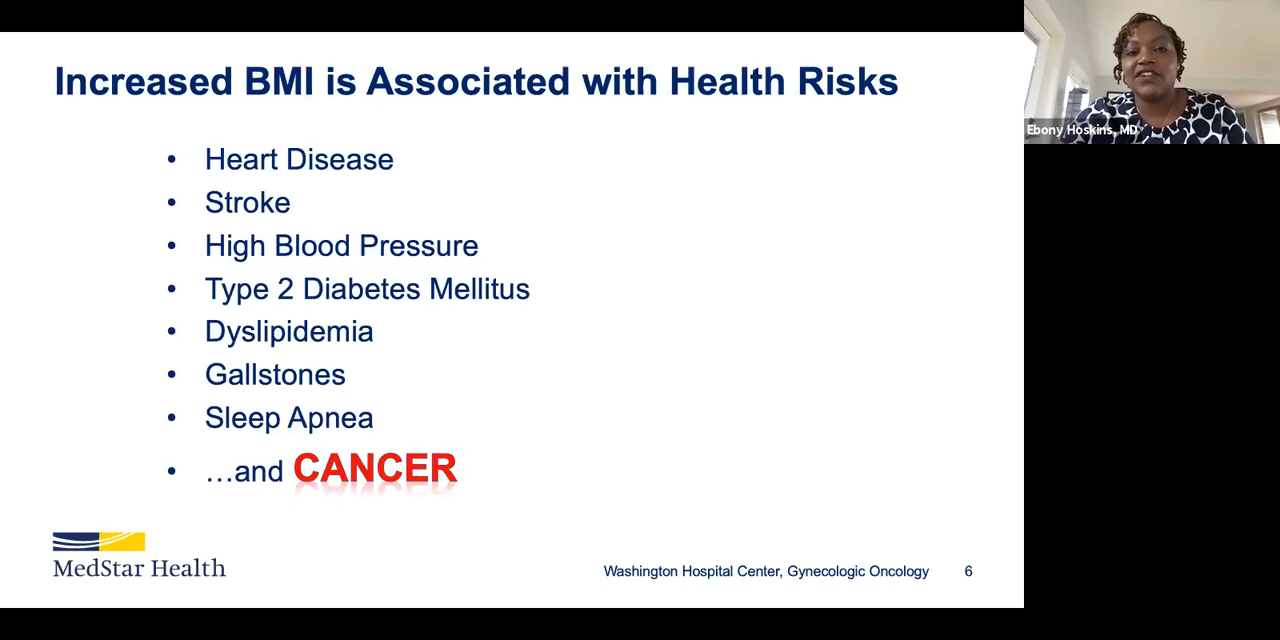 Increased BMI is Associated with Health Risks
Ebony Hoskins, MD
• Heart Disease
• Stroke
• High Blood Pressure
• Type 2 Diabetes Mellitus
• Dyslipidemia
• Gallstones
• Sleep Apnea
• …and CANCER
MedStar Health
Washington Hospital Center, Gynecologic Oncology 6